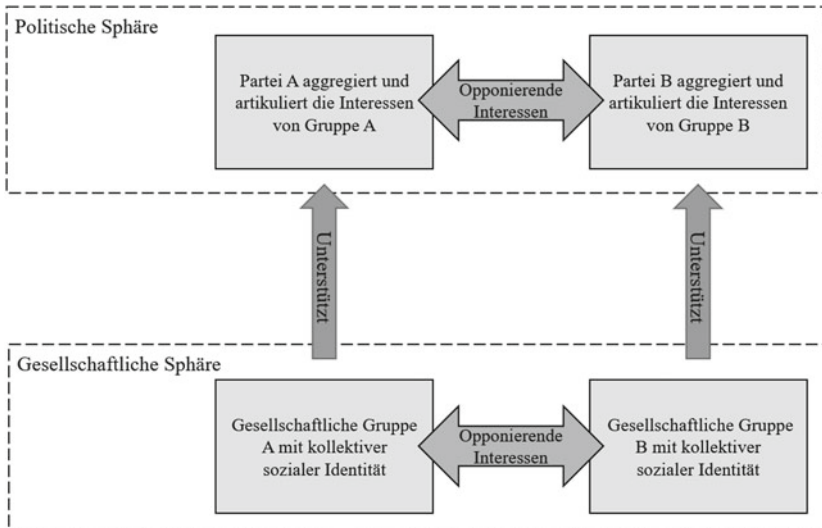 Politische Sphäre
Partei A aggregiert und
artikuliert die Interessen
von Gruppe A
Opponierende
Interessen
Partei B aggregiert und
artikuliert die Interessen
von Gruppe B
Unterstützt
Unterstützt
Gesellschaftliche Sphäre
Gesellschaftliche Gruppe
A mit kollektiver
sozialer Identität
Opponierende
Interessen
Gesellschaftliche Gruppe
B mit kollektiver
sozialer Identität